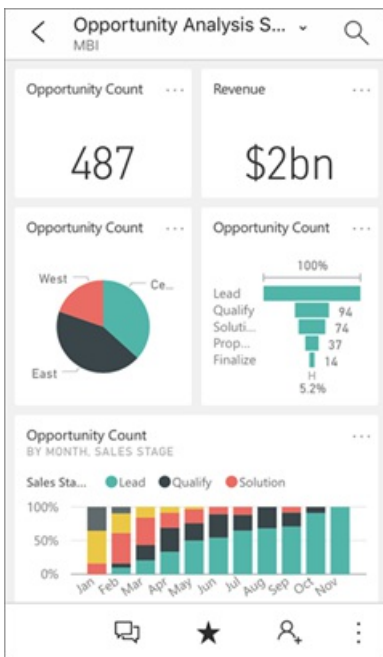 Opportunity Analysis S...
MBI
Opportunity Count ...
487
Revenue ...
$2bn
Opportunity Count ...
West
Ce...
East
Opportunity Count ...
100%
Lead
Qualify 94
Soluti... 74
Prop... 37
Finalize 14
5.2%
Opportunity Count ...
BY MONTH, SALES STAGE
Sales Sta... Lead Qualify Solution
100%
50%
0%
Jan Feb Mar Apr May Jun Jul Aug Sep Oct Nov